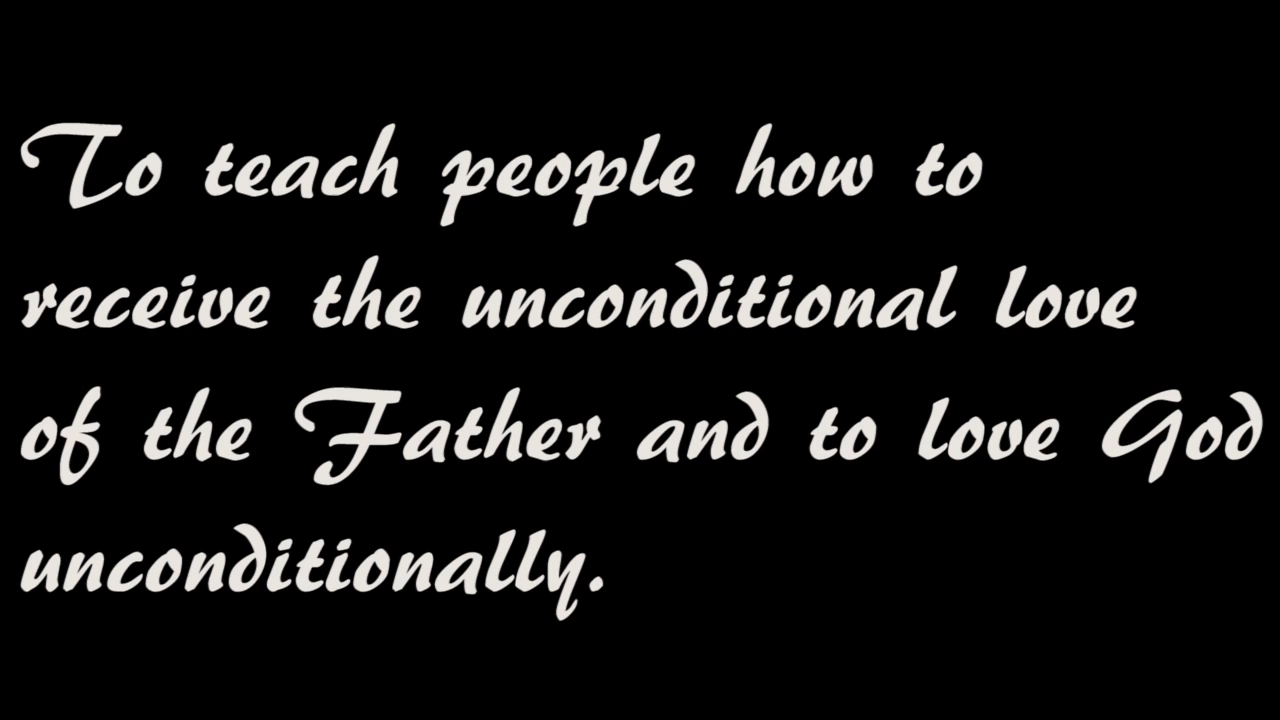 To teach people how to
receive the unconditional love
of the Father and to love God
unconditionally.